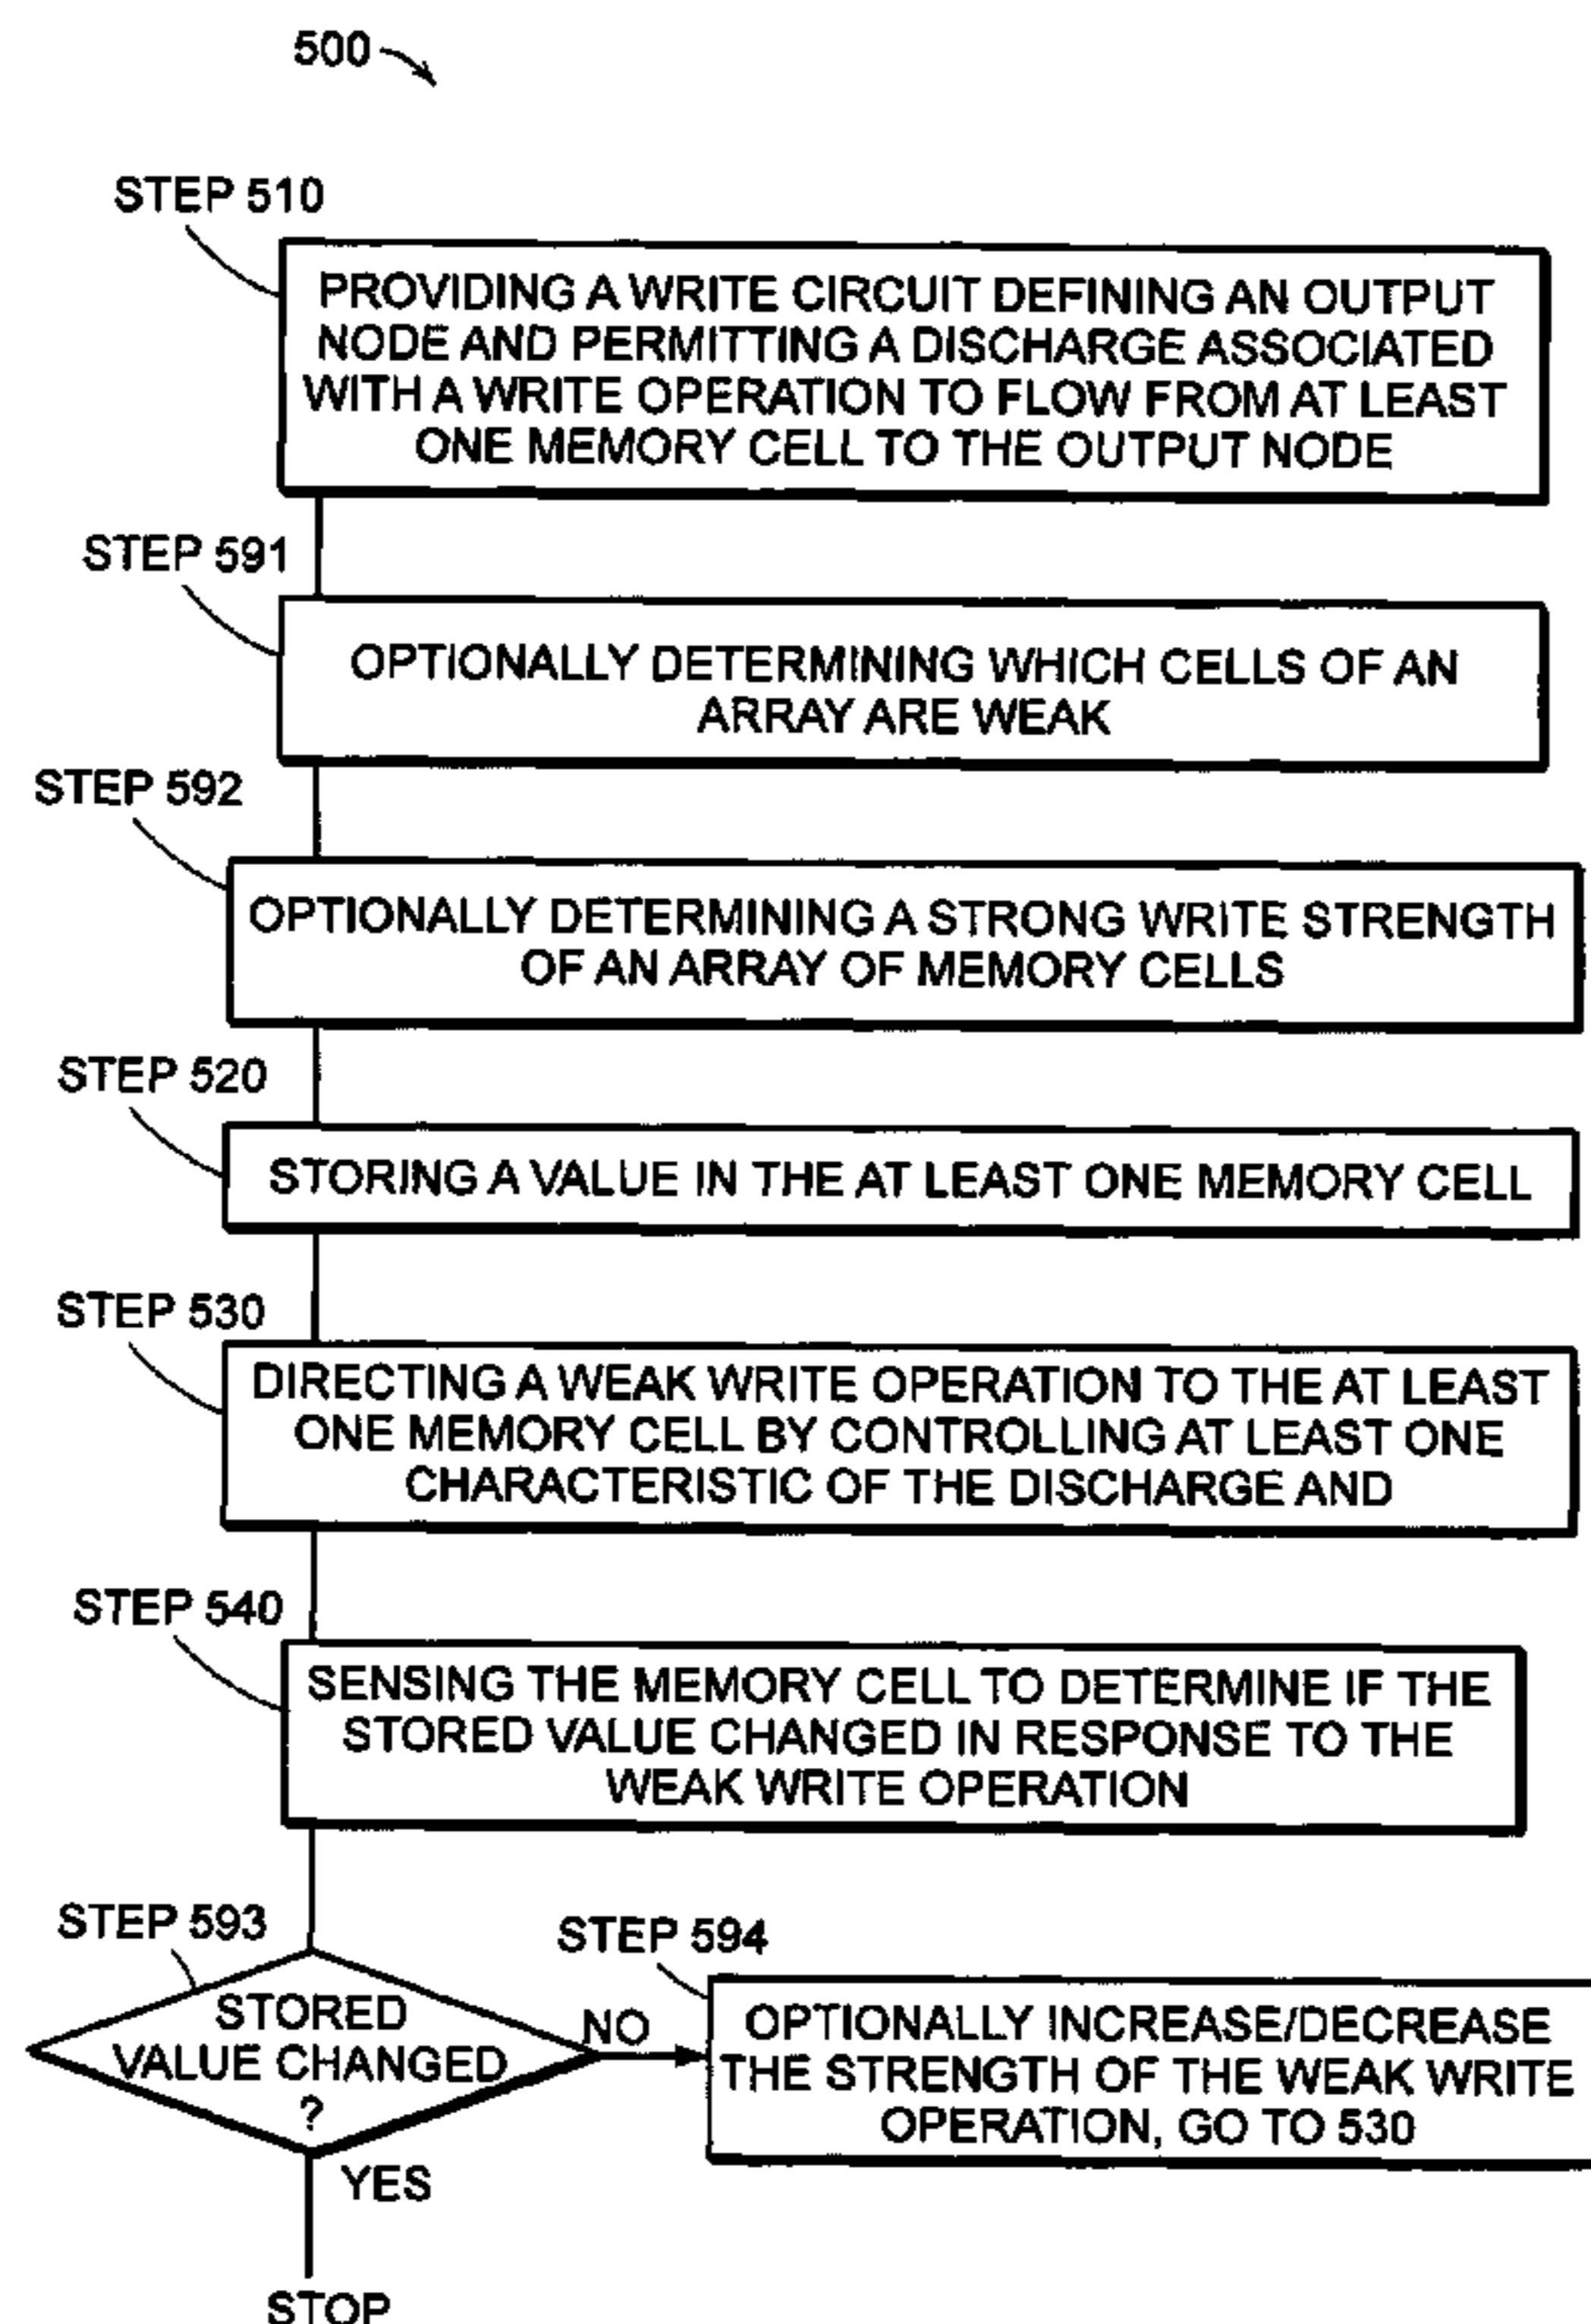 500
STEP 510
PROVIDING A WRITE CIRCUIT DEFINING AN OUTPUT
NODE AND PERMITTING A DISCHARGE ASSOCIATED
WITH A WRITE OPERATION TO FLOW FROM AT LEAST
ONE MEMORY CELL TO THE OUTPUT NODE
STEP 591
OPTIONALLY DETERMINING WHICH CELLS OF AN
ARRAY ARE WEAK
STEP 592
OPTIONALLY DETERMINING A STRONG WRITE STRENGTH
OF AN ARRAY OF MEMORY CELLS
STEP 520
STORING A VALUE IN THE AT LEAST ONE MEMORY CELL
STEP 530
DIRECTING A WEAK WRITE OPERATION TO THE AT LEAST
ONE MEMORY CELL BY CONTROLLING AT LEAST ONE
CHARACTERISTIC OF THE DISCHARGE AND
STEP 540
SENSING THE MEMORY CELL TO DETERMINE IF THE
STORED VALUE CHANGED IN RESPONSE TO THE
WEAK WRITE OPERATION
STEP 593
STORED
VALUE CHANGED
?
NO
YES
STOP
STEP 594
OPTIONALLY INCREASE/DECREASE
THE STRENGTH OF THE WEAK WRITE
OPERATION, GO TO 530